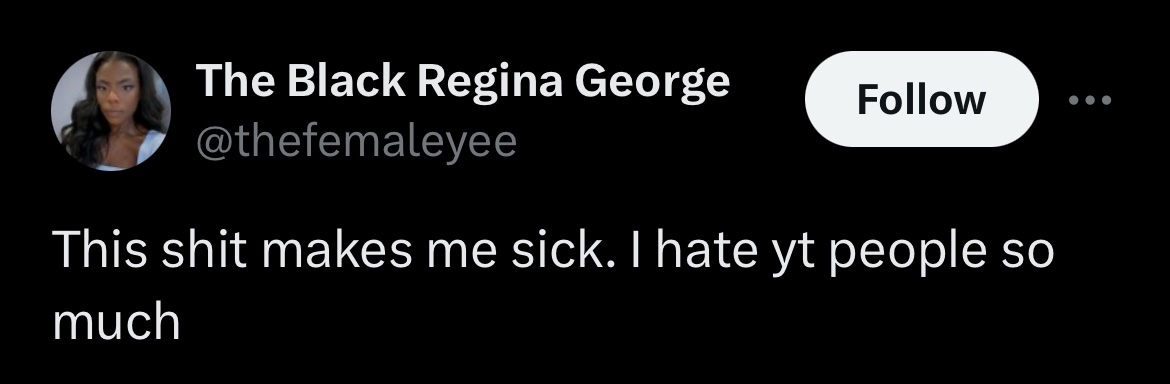 The Black Regina George
Follow
@thefemaleyee
This shit makes me sick. I hate yt people so
much